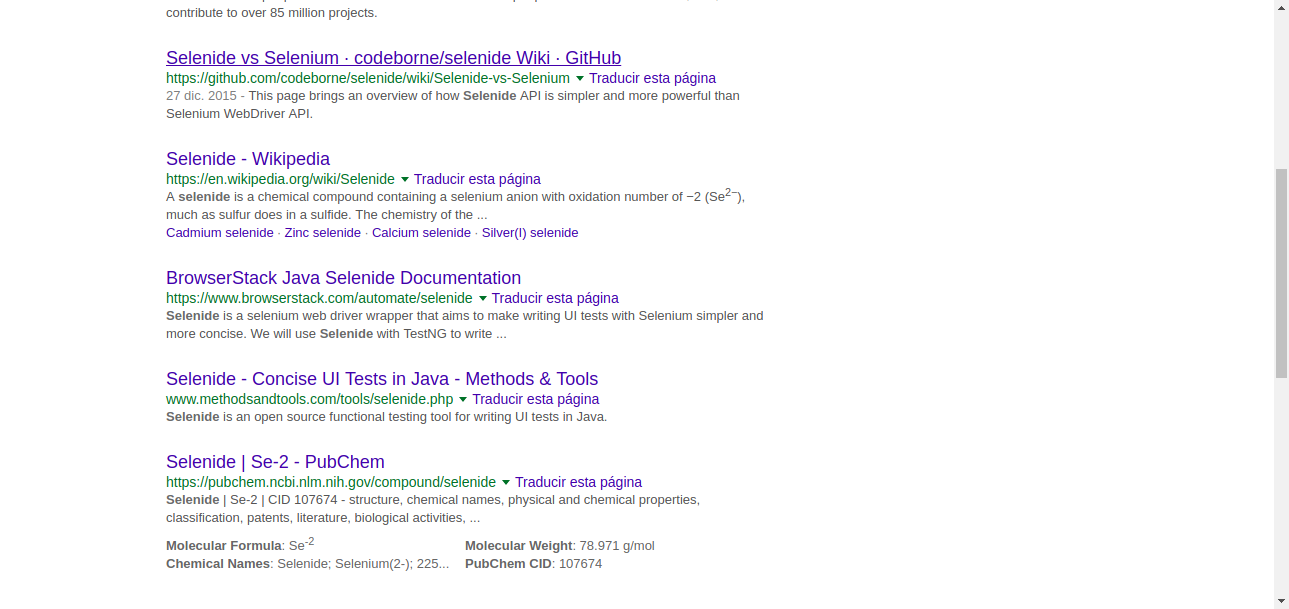 contribute to over 85 million projects.
Selenide vs Selenium · codeborne/selenide Wiki · GitHub
https://github.com/codeborne/selenide/wiki/Selenide-vs-Selenium Traducir esta página
27 dic. 2015 - This page brings an overview of how Selenide API is simpler and more powerful than
Selenium WebDriver API.
Selenide - Wikipedia
https://en.wikipedia.org/wiki/Selenide Traducir esta página
A selenide is a chemical compound containing a selenium anion with oxidation number of −2 (Se2−),
much as sulfur does in a sulfide. The chemistry of the ...
Cadmium selenide · Zinc selenide · Calcium selenide · Silver(I) selenide
BrowserStack Java Selenide Documentation
https://www.browserstack.com/automate/selenide Traducir esta página
Selenide is a selenium web driver wrapper that aims to make writing UI tests with Selenium simpler and
more concise. We will use Selenide with TestNG to write ...
Selenide - Concise UI Tests in Java - Methods & Tools
www.methodsandtools.com/tools/selenide.php Traducir esta página
Selenide is an open source functional testing tool for writing UI tests in Java.
Selenide | Se-2 - PubChem
https://pubchem.ncbi.nlm.nih.gov/compound/selenide Traducir esta página
Selenide | Se-2 | CID 107674 - structure, chemical names, physical and chemical properties,
classification, patents, literature, biological activities, ...
Molecular Formula: Se-2 Molecular Weight: 78.971 g/mol
Chemical Names: Selenide; Selenium(2-); 225... PubChem CID: 107674